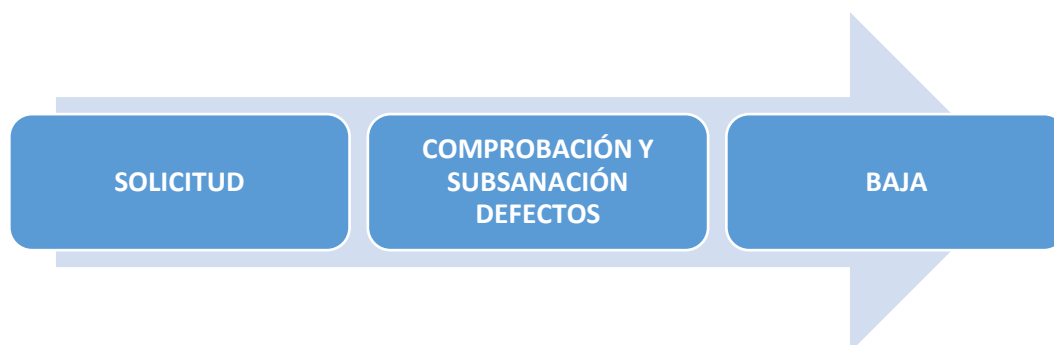 SOLICITUD
COMPROBACIÓN Y
SUBSANACIÓN
DEFECTOS
BAJA